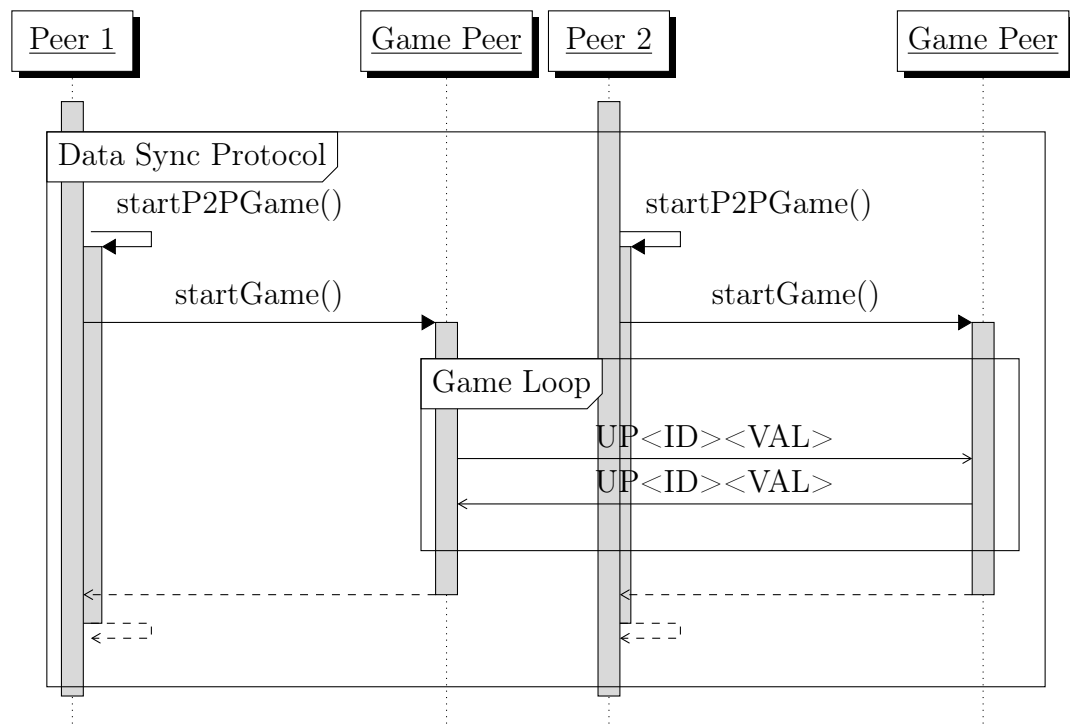 Peer 1
Game Peer
Peer 2
Game Peer
Data Sync Protocol
startP2PGame()
startP2PGame()
startGame()
startGame()
Game Loop
UP<ID><VAL>
UP<ID><VAL>